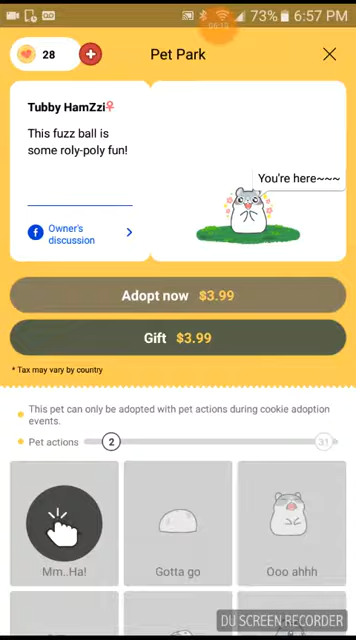 73% 6:57 PM
06:13
28
Pet Park
Tubby HamZzi
This fuzz ball is
some roly-poly fun!
You're here~~~
Owner's
discussion
Adopt now $3.99
Gift $3.99
* Tax may vary by country
This pet can only be adopted with pet actions during cookie adoption
events.
Pet actions 2 31
Mm..Ha!
Gotta go
Ooo ahhh
DU SCREEN RECORDER